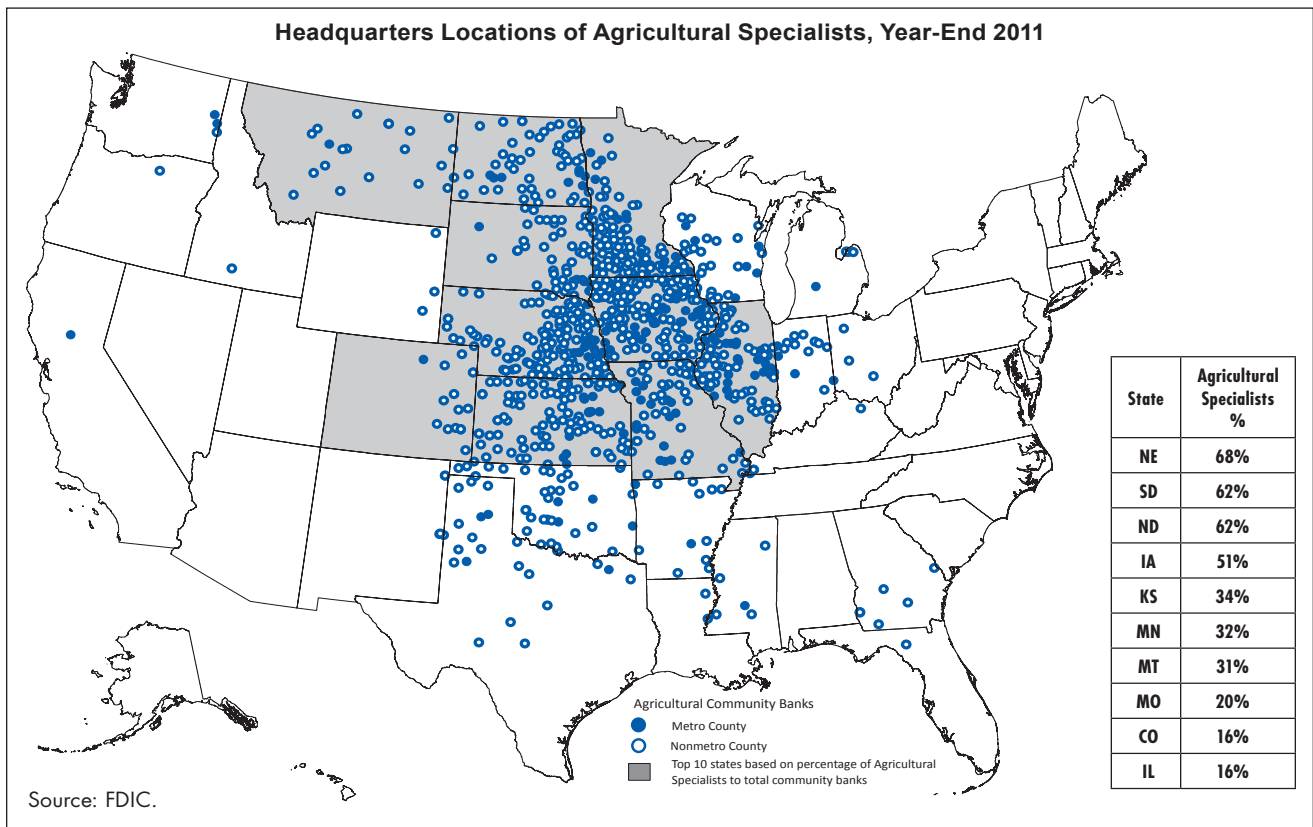 Headquarters Locations of Agricultural Specialists, Year-End 2011
State
Agricultural
Specialists
%
NE 68%
SD 62%
ND 62%
IA 51%
KS 34%
MN 32%
MT 31%
MO 20%
CO 16%
IL 16%
Agricultural Community Banks
Metro County
Nonmetro County
Top 10 states based on percentage of Agricultural
Specialists to total community banks
Source: FDIC.